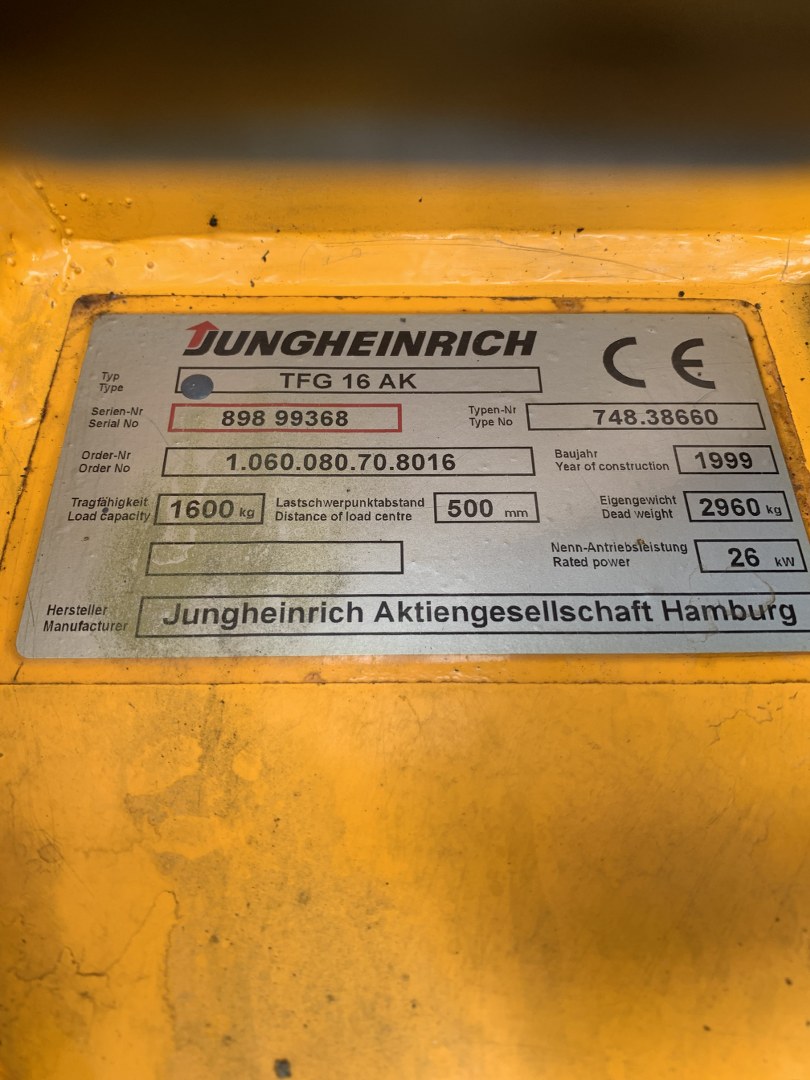 JUNGHEINRICH
CE
Typ
Type
TFG 16 AK
Serien-Nr
Serial No
898 99368
Typen-Nr
Type No
748.38660
Order-Nr
Order No
1.060.080.70.8016
Baujahr
Year of construction
1999
Tragfähigkeit
Load capacity
1600 kg
Lastschwerpunktabstand
Distance of load centre
500 mm
Eigengewicht
Dead weight
2960 kg
Nenn-Antriebsleistung
Rated power
26 kW
Hersteller
Manufacturer
Jungheinrich Aktiengesellschaft Hamburg